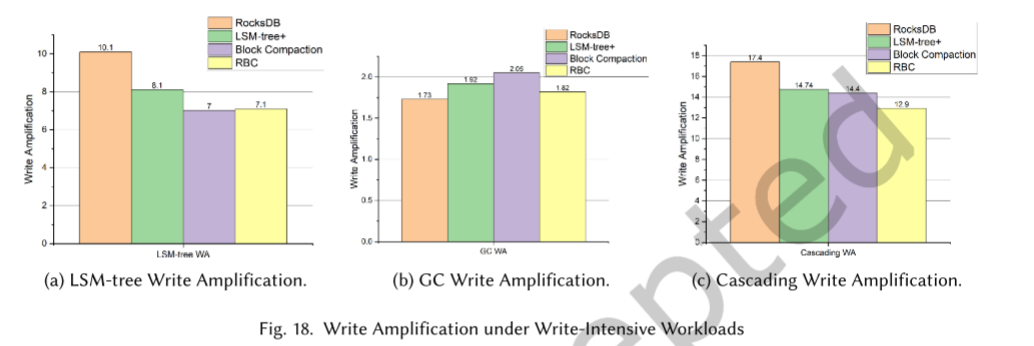 RocksDB
LSM-tree+
Block Compaction
RBC
10.1
8.1
7
7.1
10
8
6
4
2
0
Write Amplification
LSM-tree WA
(a) LSM-tree Write Amplification.
RocksDB
LSM-tree+
Block Compaction
RBC
1.73
1.92
2.05
1.82
2.0
1.5
1.0
0.5
0.0
Write Amplification
GC WA
(b) GC Write Amplification.
RocksDB
LSM-tree+
Block Compaction
RBC
17.4
14.74
14.4
12.9
18
16
14
12
10
8
6
4
2
0
Write Amplification
Cascading WA
(c) Cascading Write Amplification.
Fig. 18. Write Amplification under Write-Intensive Workloads
epted